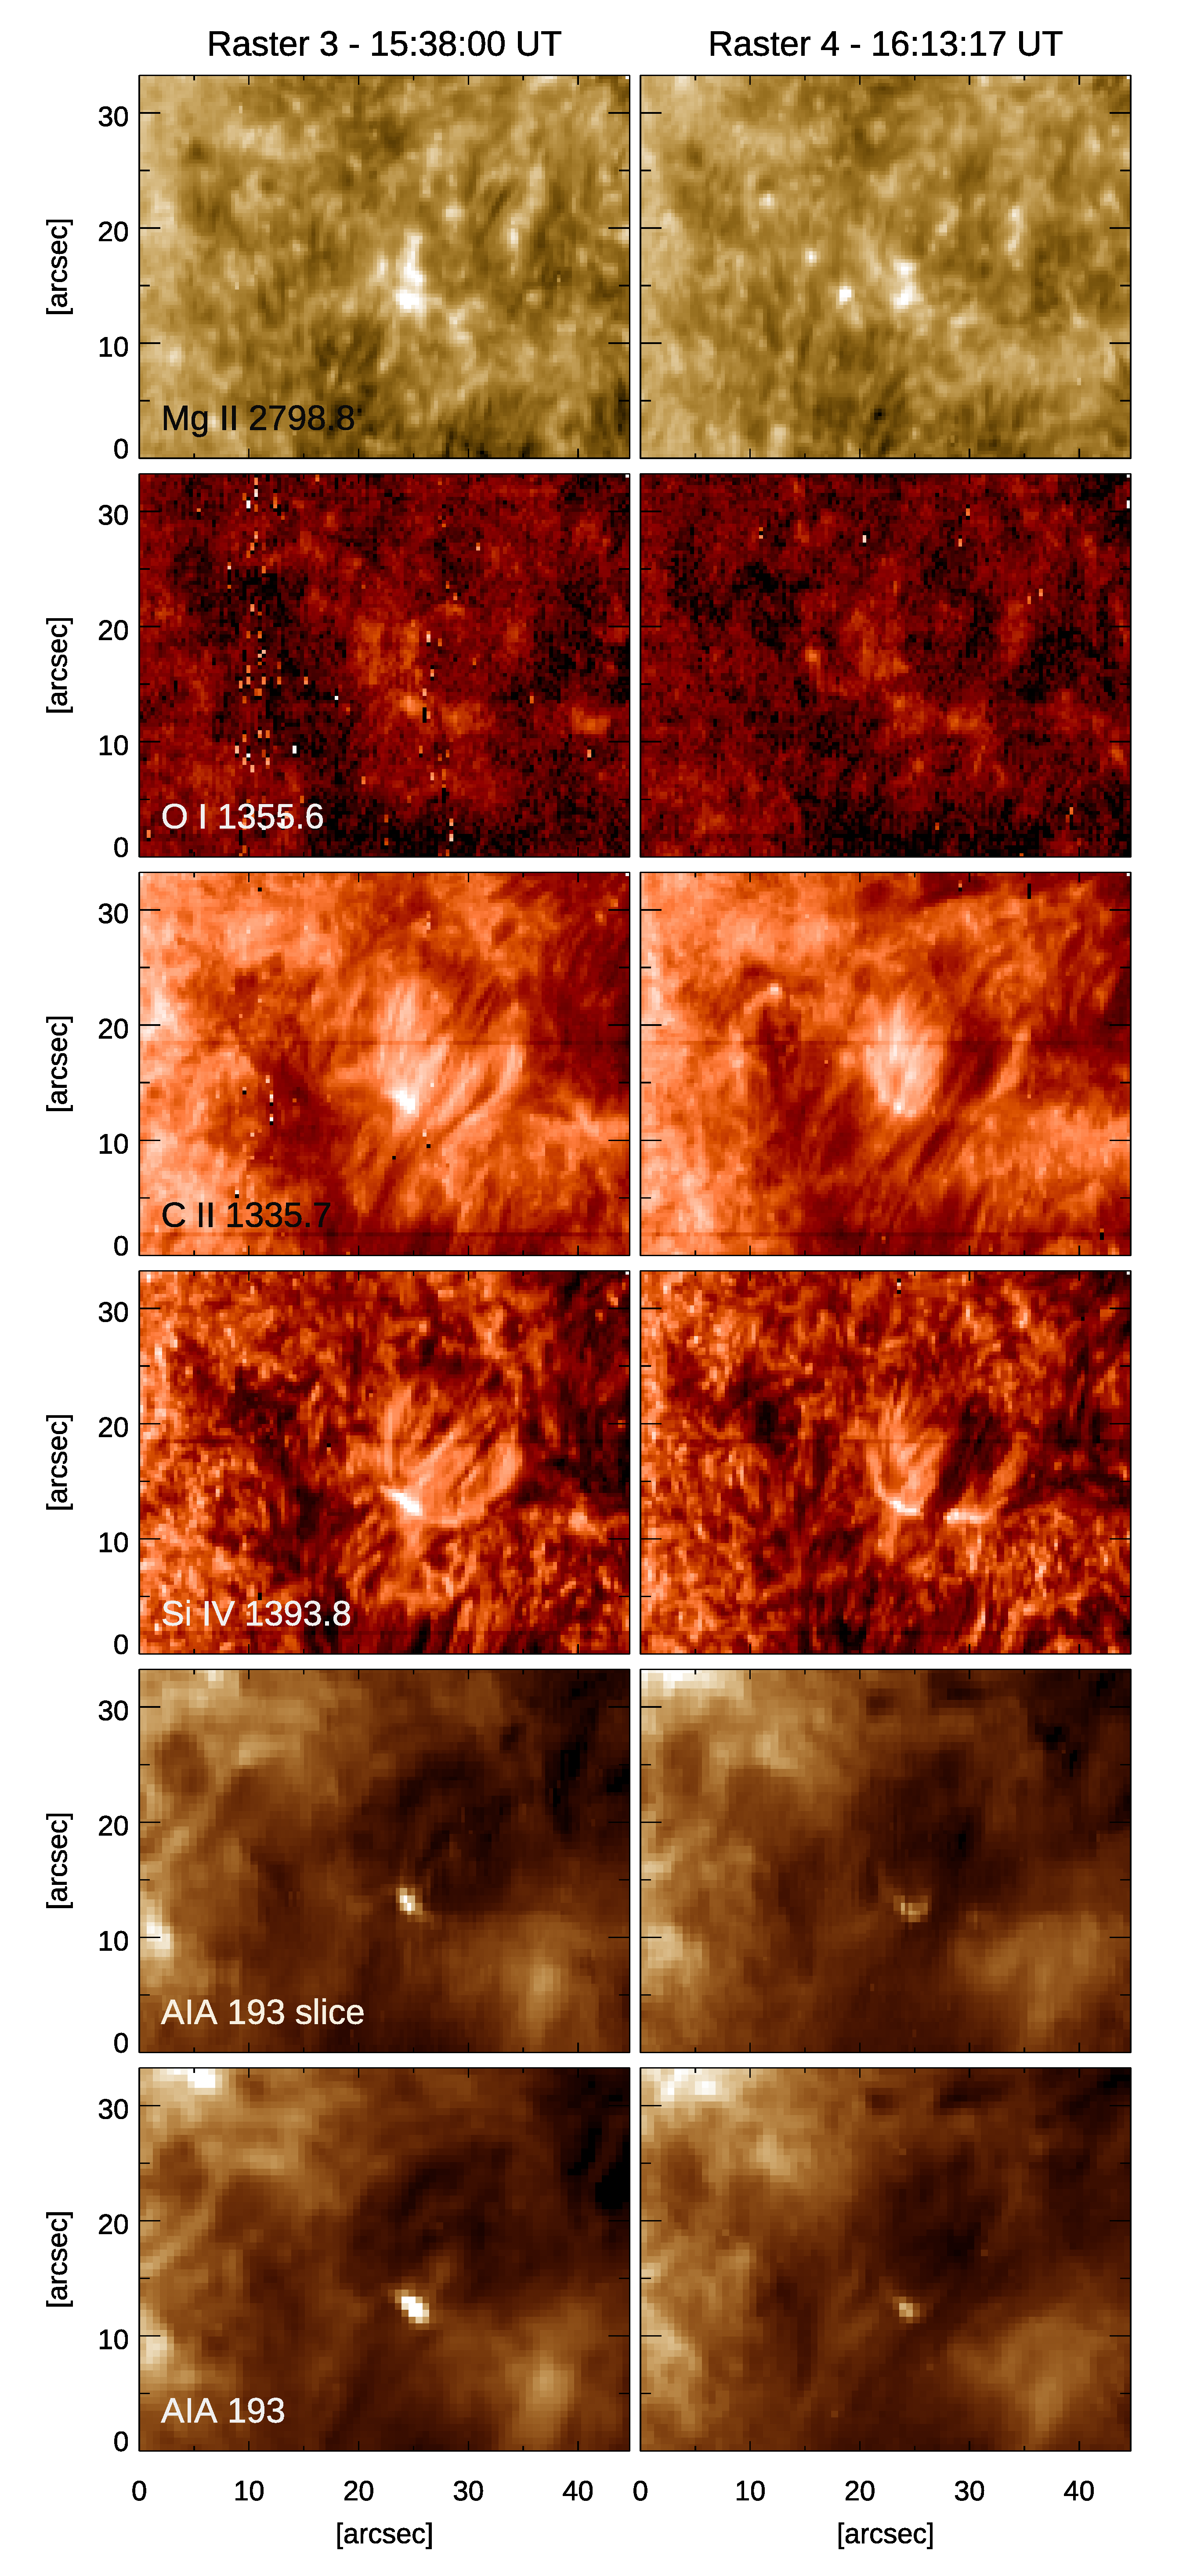 Raster 3 - 15:38:00 UT Raster 4 - 16:13:17 UT
30
20
[arcsec]
10
Mg II 2798.8
0
30
20
[arcsec]
10
O I 1355.6
0
30
20
[arcsec]
10
C II 1335.7
0
30
20
[arcsec]
10
Si IV 1393.8
0
30
20
[arcsec]
10
AIA 193 slice
0
30
20
[arcsec]
10
AIA 193
0
0 10 20 30 40 0 10 20 30 40
[arcsec] [arcsec]